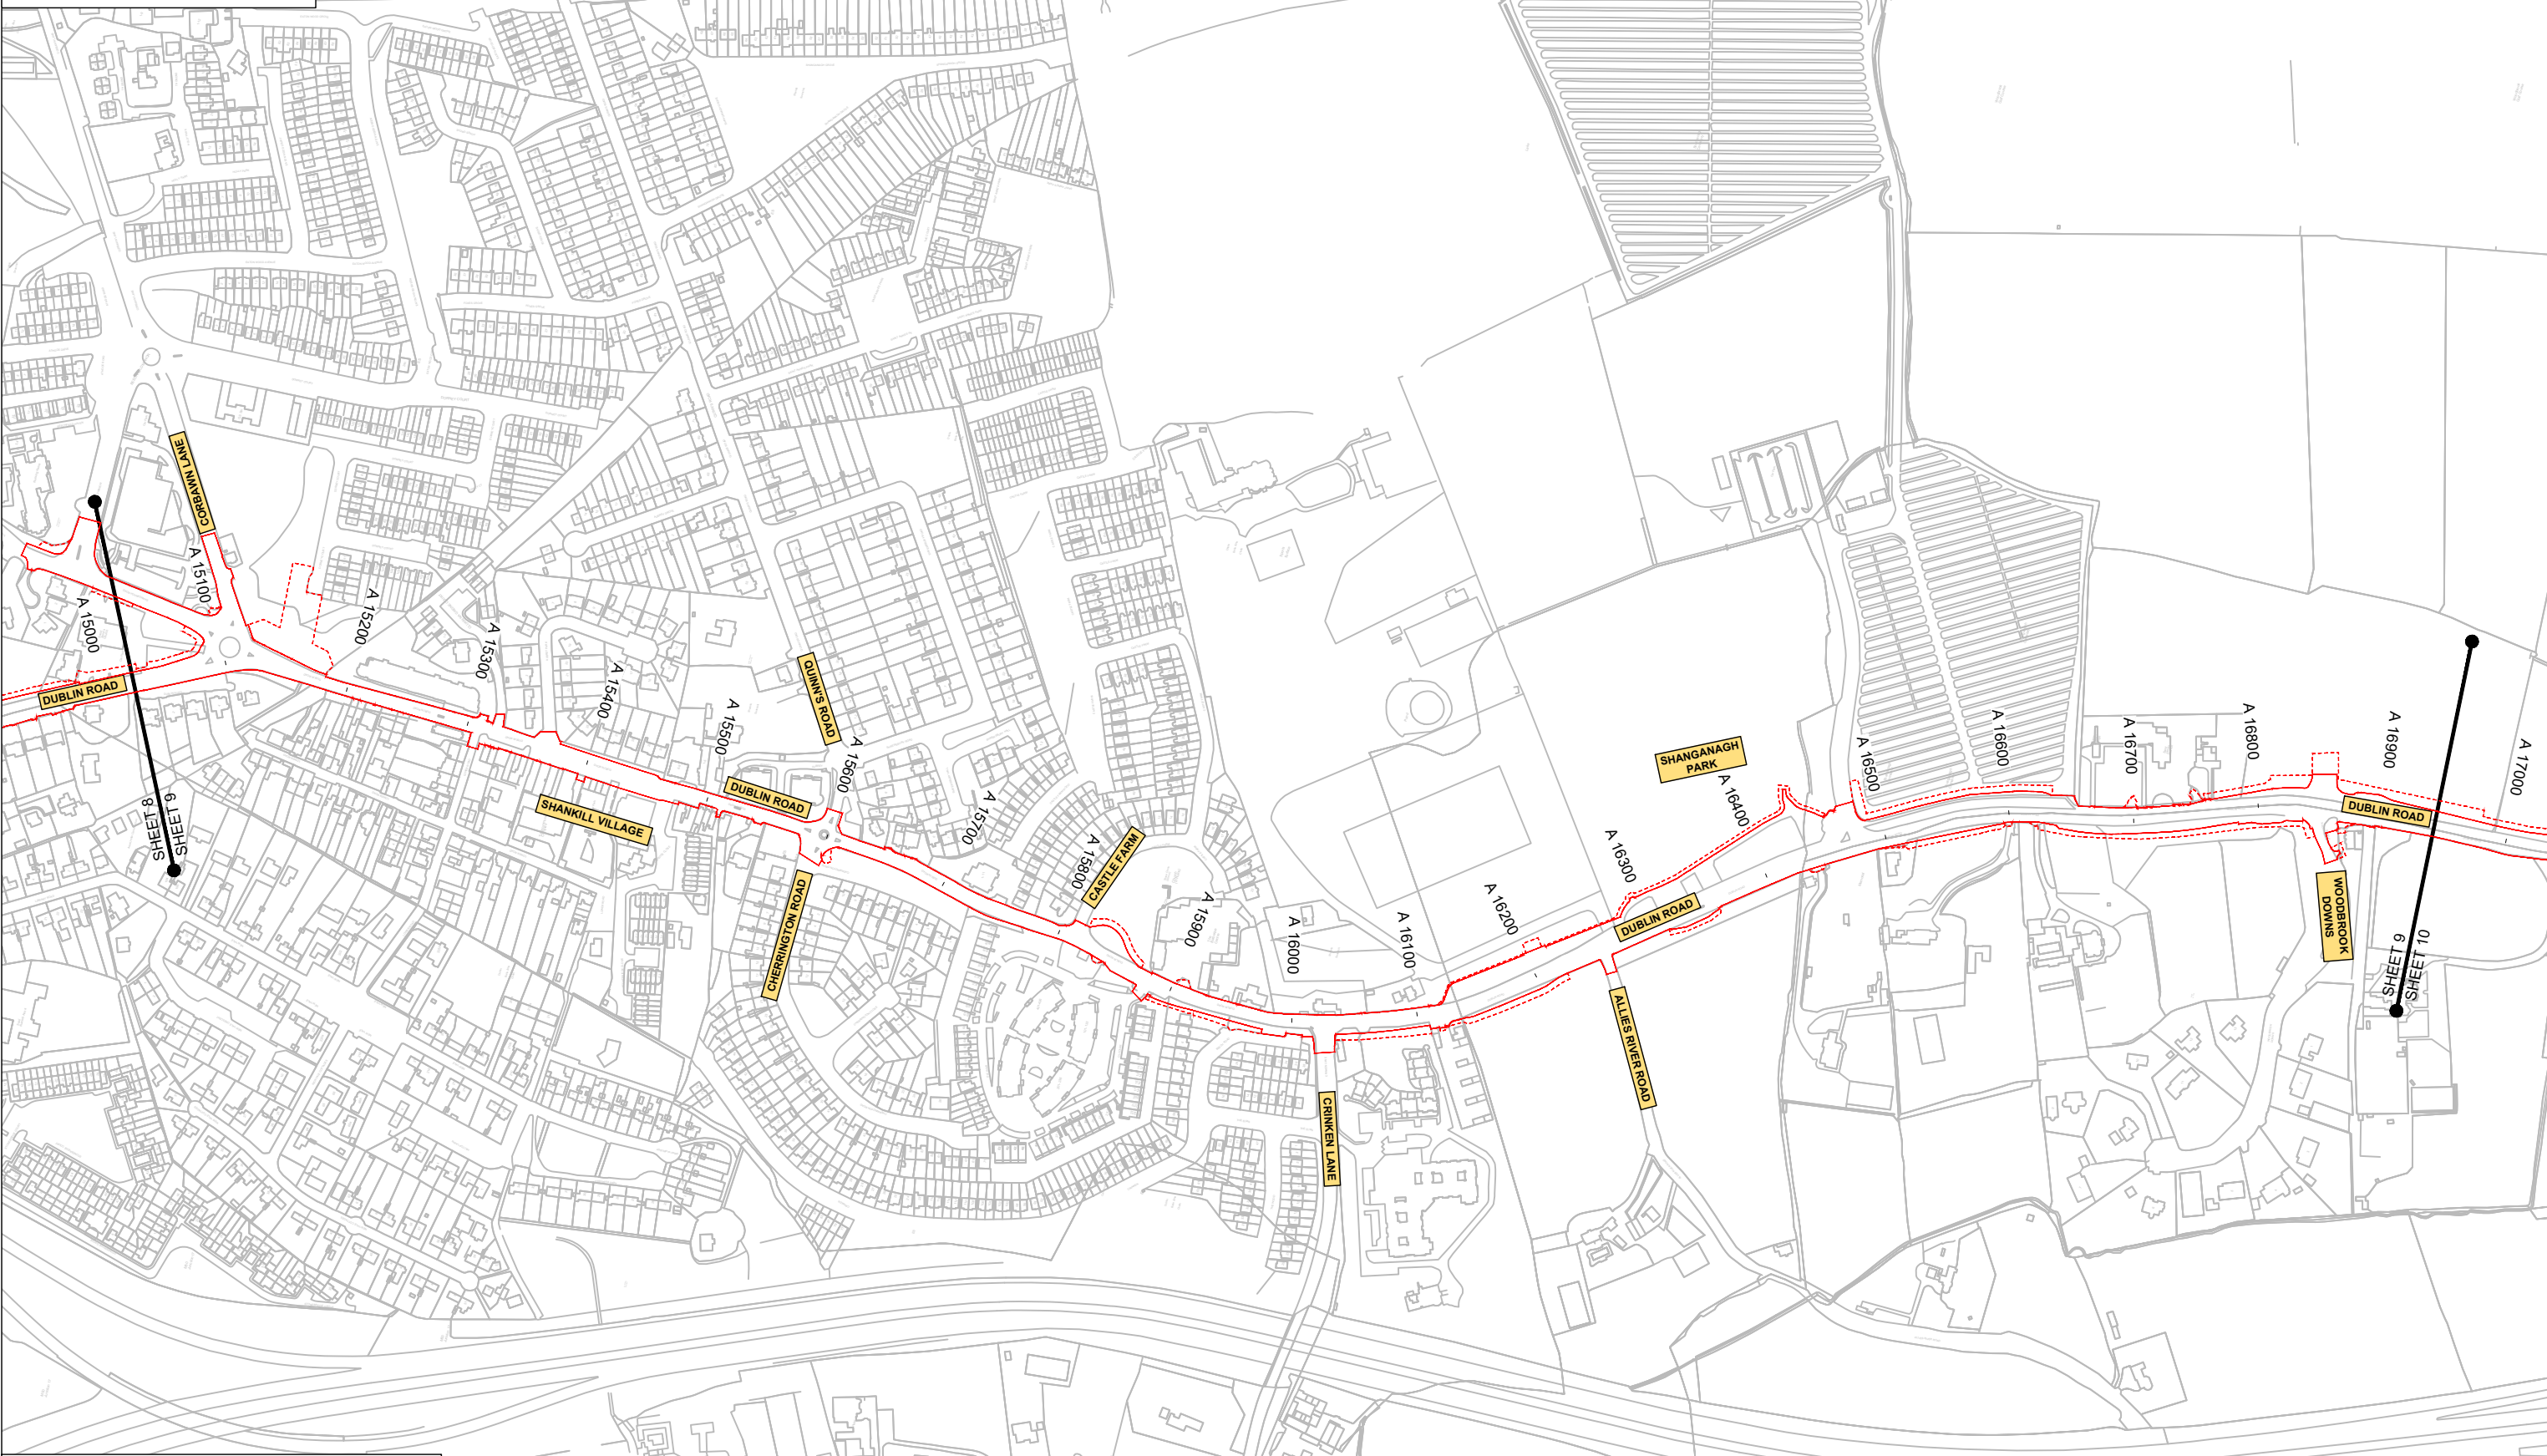 CORBAWN LANE
A 15000
A 15100
A 15200
A 15300
A 15400
A 15500
A 15600
A 15700
A 15800
A 15900
A 16000
A 16100
A 16200
A 16300
A 16400
A 16500
A 16600
A 16700
A 16800
A 16900
A 17000
DUBLIN ROAD
SHEET 8
SHEET 9
SHANKILL VILLAGE
DUBLIN ROAD
QUINN'S ROAD
CHERRINGTON ROAD
CASTLE FARM
CRINKEN LANE
SHANGANAGH
PARK
DUBLIN ROAD
ALLIES RIVER ROAD
DUBLIN ROAD
WOODBROOK
DOWNS
SHEET 9
SHEET 10